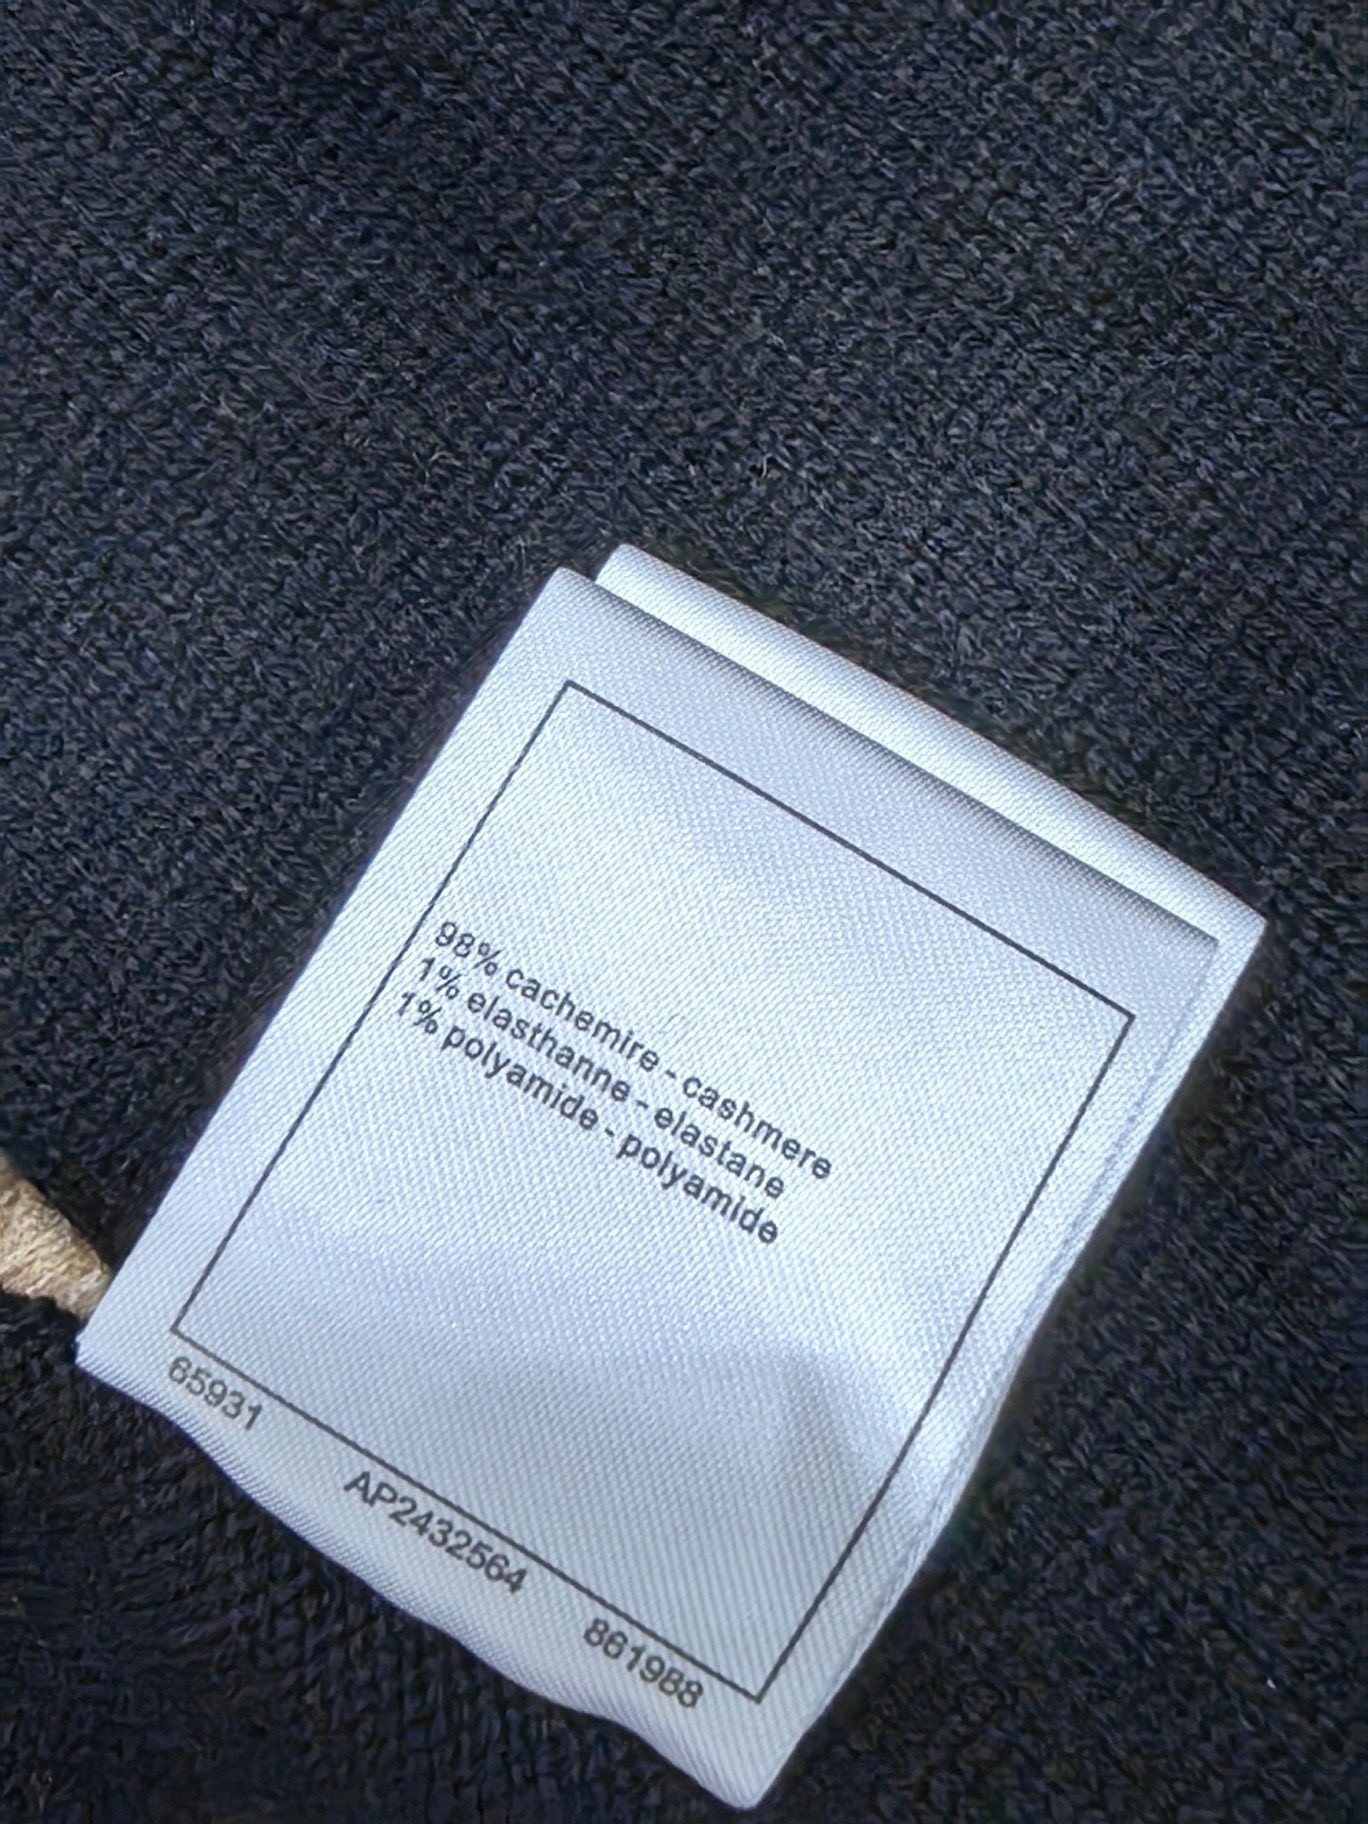 98% cachemire - cashmere
1% elasthanne - elastane
1% polyamide - polyamide
65931
AP2432564
861988